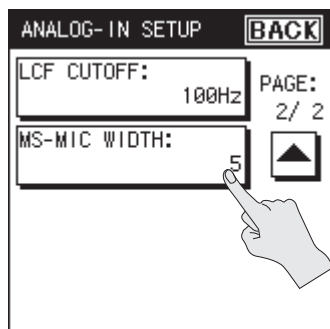 ANALOG-IN SETUP BACK
LCF CUTOFF:
100Hz
PAGE:
2/ 2
MS-MIC WIDTH:
5